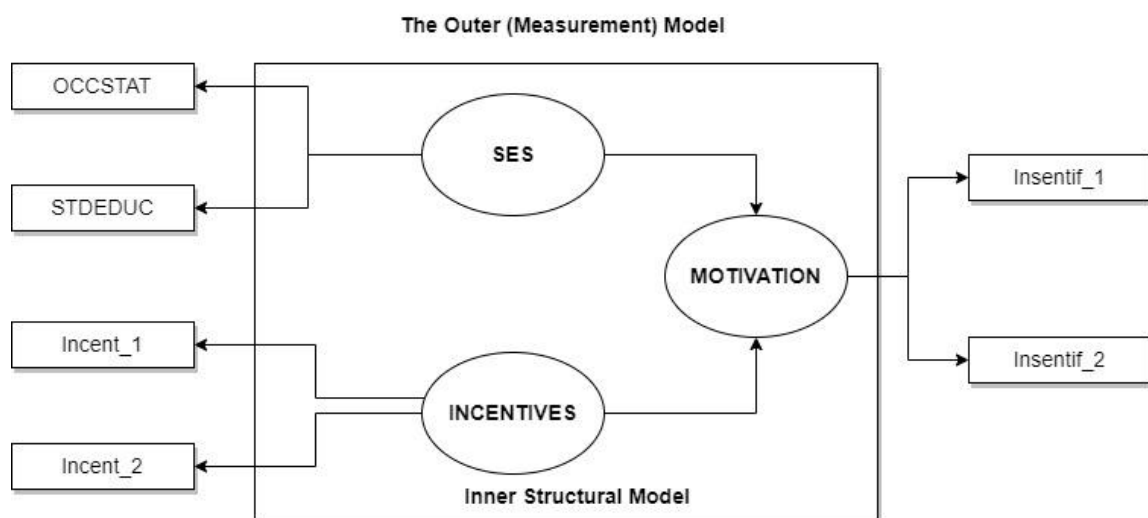 The Outer (Measurement) Model
OCCSTAT
SES
STDEDUC
Insentif_1
MOTIVATION
Incent_1
Insentif_2
INCENTIVES
Incent_2
Inner Structural Model